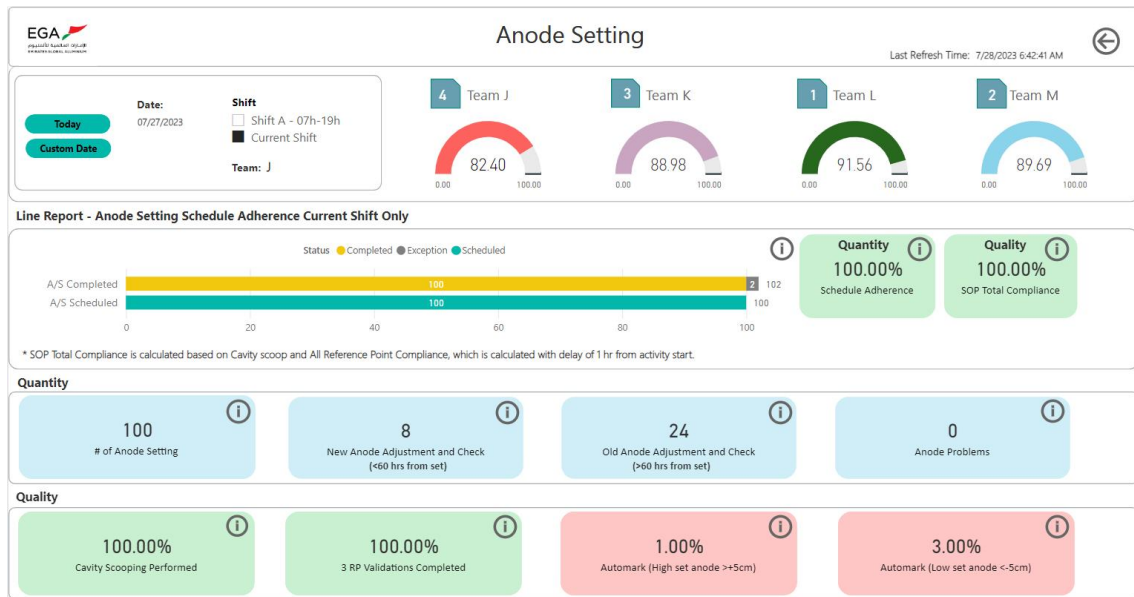 EGA
الإمارات العالمية للألمنيوم
EMIRATES GLOBAL ALUMINIUM
Anode Setting
Last Refresh Time: 7/28/2023 6:42:41 AM
Today
Custom Date
Date:
07/27/2023
Shift
Shift A - 07h-19h
Current Shift
Team: J
4 Team J
82.40
0.00 100.00
3 Team K
88.98
0.00 100.00
1 Team L
91.56
0.00 100.00
2 Team M
89.69
0.00 100.00
Line Report - Anode Setting Schedule Adherence Current Shift Only
Status Completed Exception Scheduled
A/S Completed 100 2 102
A/S Scheduled 100 100
0 20 40 60 80 100
Quantity
100.00%
Schedule Adherence
Quality
100.00%
SOP Total Compliance
* SOP Total Compliance is calculated based on Cavity scoop and All Reference Point Compliance, which is calculated with delay of 1 hr from activity start.
Quantity
100
# of Anode Setting
8
New Anode Adjustment and Check
(<60 hrs from set)
24
Old Anode Adjustment and Check
(>60 hrs from set)
0
Anode Problems
Quality
100.00%
Cavity Scooping Performed
100.00%
3 RP Validations Completed
1.00%
Automark (High set anode >+5cm)
3.00%
Automark (Low set anode <-5cm)